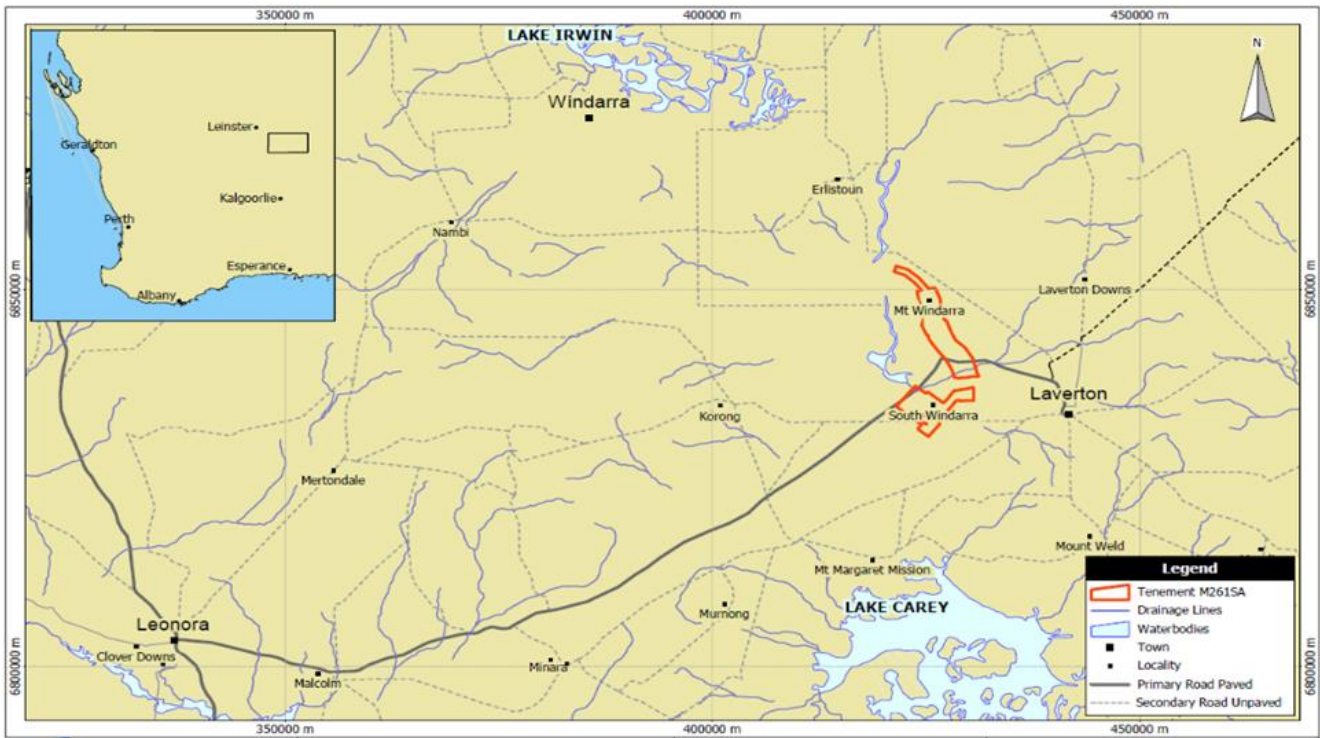 350000 m
400000 m
450000 m
LAKE IRWIN
N
Windarra
Leinster
Geraldton
Erlistoun
Kalgoorlie
Perth
Nambi
Esperance
6850000 m
6850000 m
Laverton Downs
Albany
Mt Windarra
Laverton
Korong
South Windarra
Mertondale
Mount Weld
Mt Margaret Mission
Legend
Tenement M261SA
Drainage Lines
Waterbodies
Town
Locality
Primary Road Paved
Secondary Road Unpaved
Murnong
LAKE CAREY
Leonora
Clover Downs
Minara
Malcolm
6800000 m
6800000 m
350000 m
400000 m
450000 m